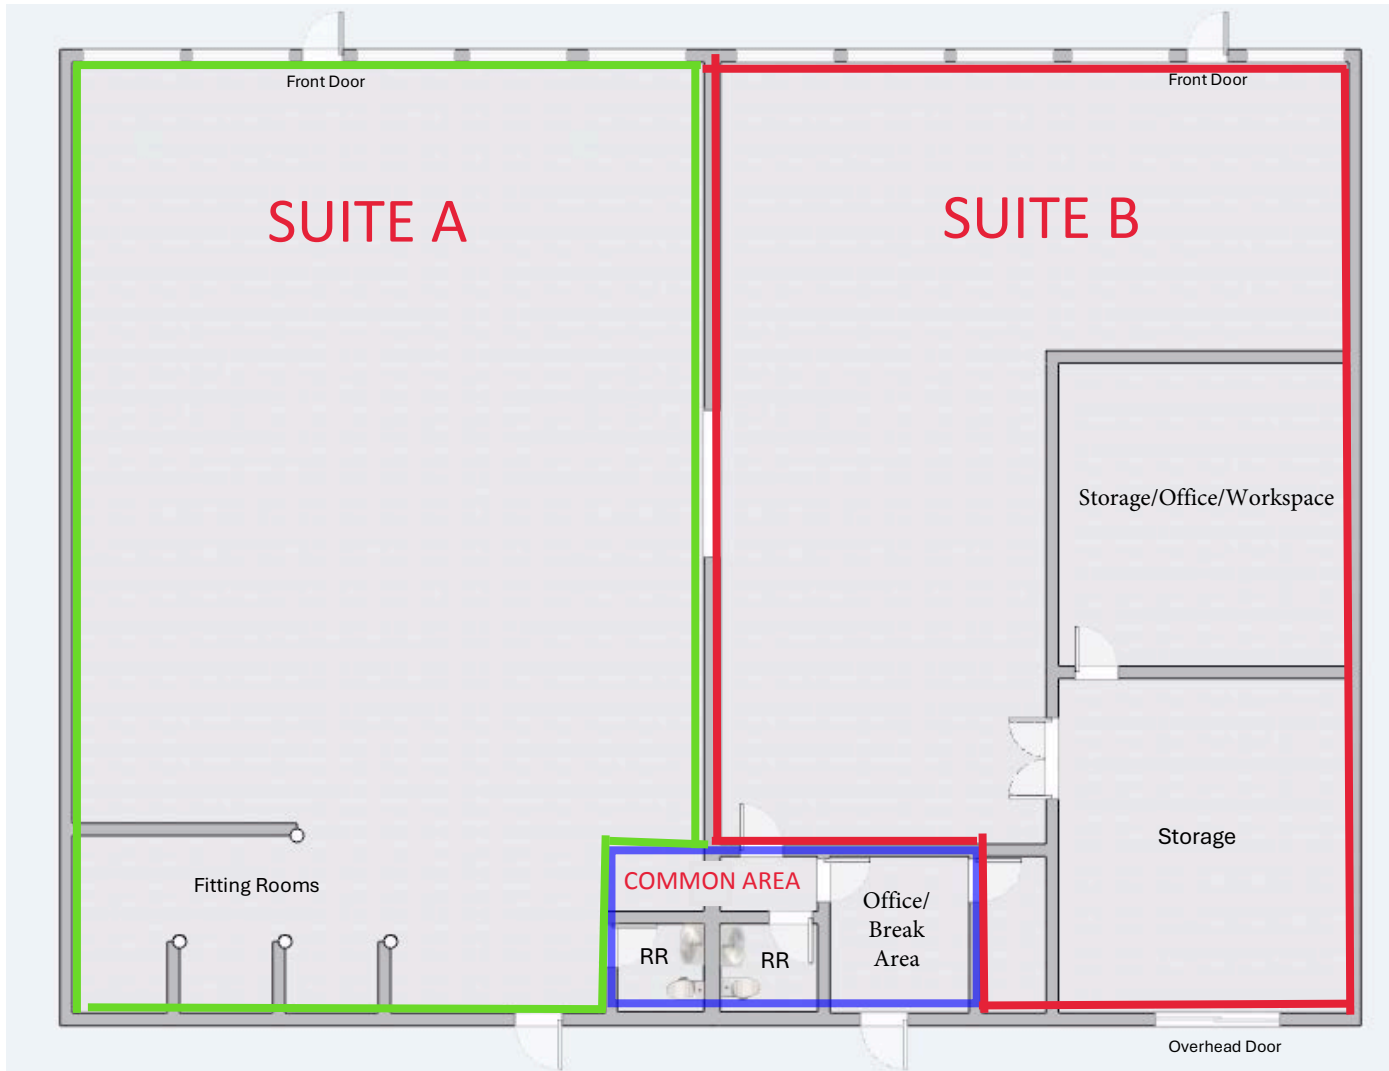 Front Door
Front Door
SUITE A
SUITE B
Storage/Office/Workspace
Storage
Fitting Rooms
COMMON AREA
Office/
Break
Area
RR
RR
Overhead Door